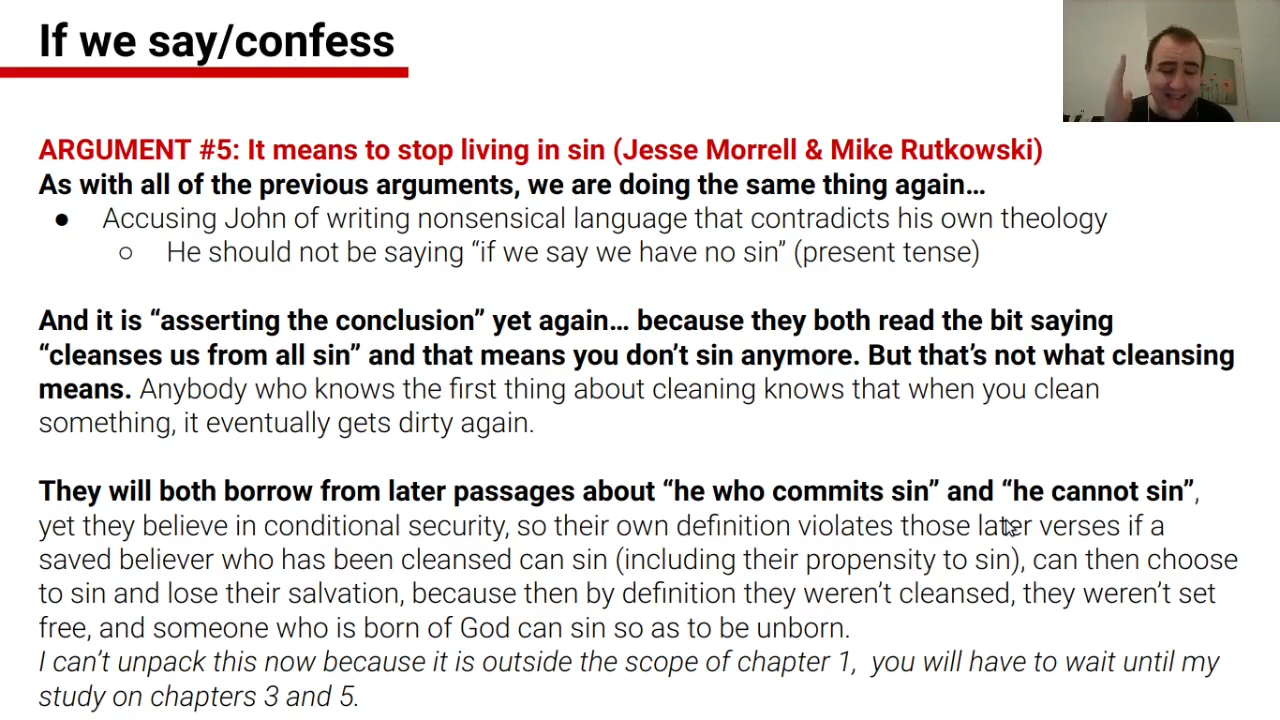 If we say/confess
ARGUMENT #5: It means to stop living in sin (Jesse Morrell & Mike Rutkowski)
As with all of the previous arguments, we are doing the same thing again…
● Accusing John of writing nonsensical language that contradicts his own theology
○ He should not be saying “if we say we have no sin” (present tense)
And it is “asserting the conclusion” yet again… because they both read the bit saying
“cleanses us from all sin” and that means you don’t sin anymore. But that’s not what cleansing
means. Anybody who knows the first thing about cleaning knows that when you clean
something, it eventually gets dirty again.
They will both borrow from later passages about “he who commits sin” and “he cannot sin”,
yet they believe in conditional security, so their own definition violates those later verses if a
saved believer who has been cleansed can sin (including their propensity to sin), can then choose
to sin and lose their salvation, because then by definition they weren’t cleansed, they weren’t set
free, and someone who is born of God can sin so as to be unborn.
I can’t unpack this now because it is outside the scope of chapter 1,  you will have to wait until my
study on chapters 3 and 5.